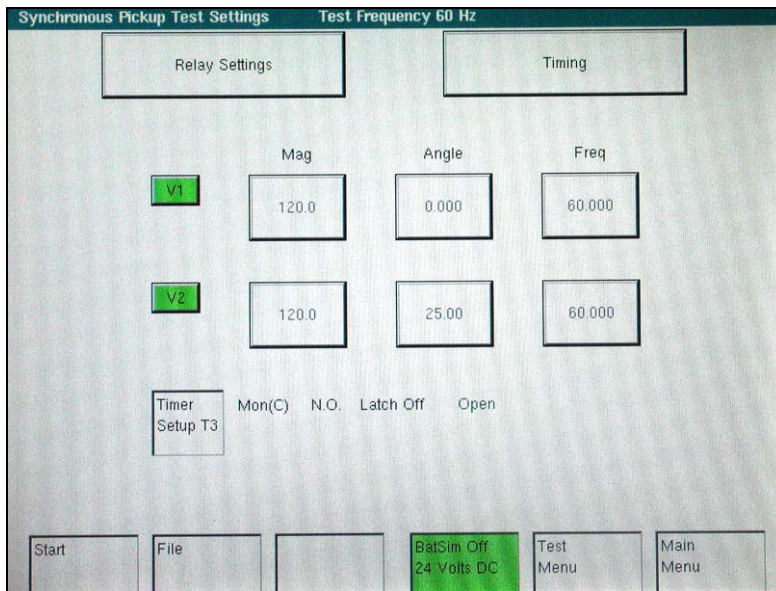 Synchronous Pickup Test Settings Test Frequency 60 Hz
Relay Settings Timing
Mag Angle Freq
V1 120.0 0.000 60.000
V2 120.0 25.00 60.000
Timer Mon(C) N.O. Latch Off Open
Setup T3
Start File BatSim Off Test Main
24 Volts DC Menu Menu